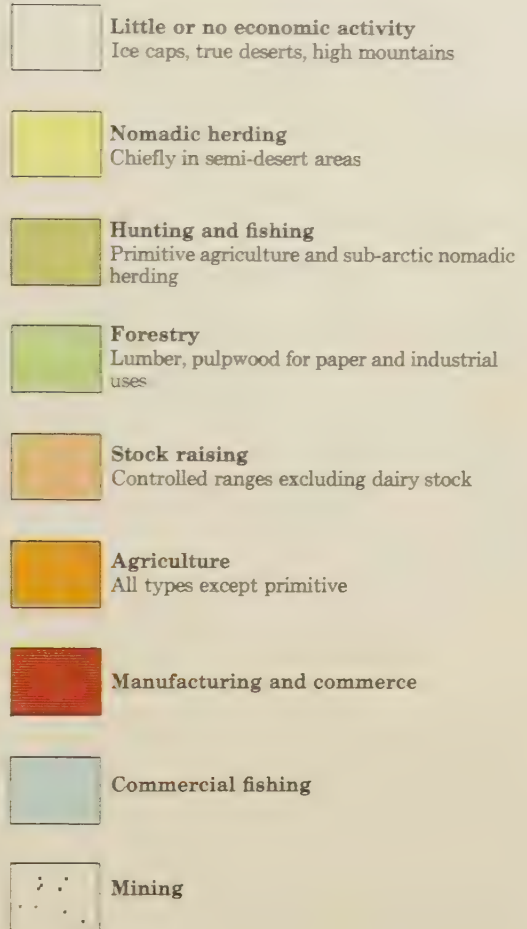 Little or no economic activity
Ice caps, true deserts, high mountains
Nomadic herding
Chiefly in semi-desert areas
Hunting and fishing
Primitive agriculture and sub-arctic nomadic
herding
Forestry
Lumber, pulpwood for paper and industrial
uses
Stock raising
Controlled ranges excluding dairy stock
Agriculture
All types except primitive
Manufacturing and commerce
Commercial fishing
Mining